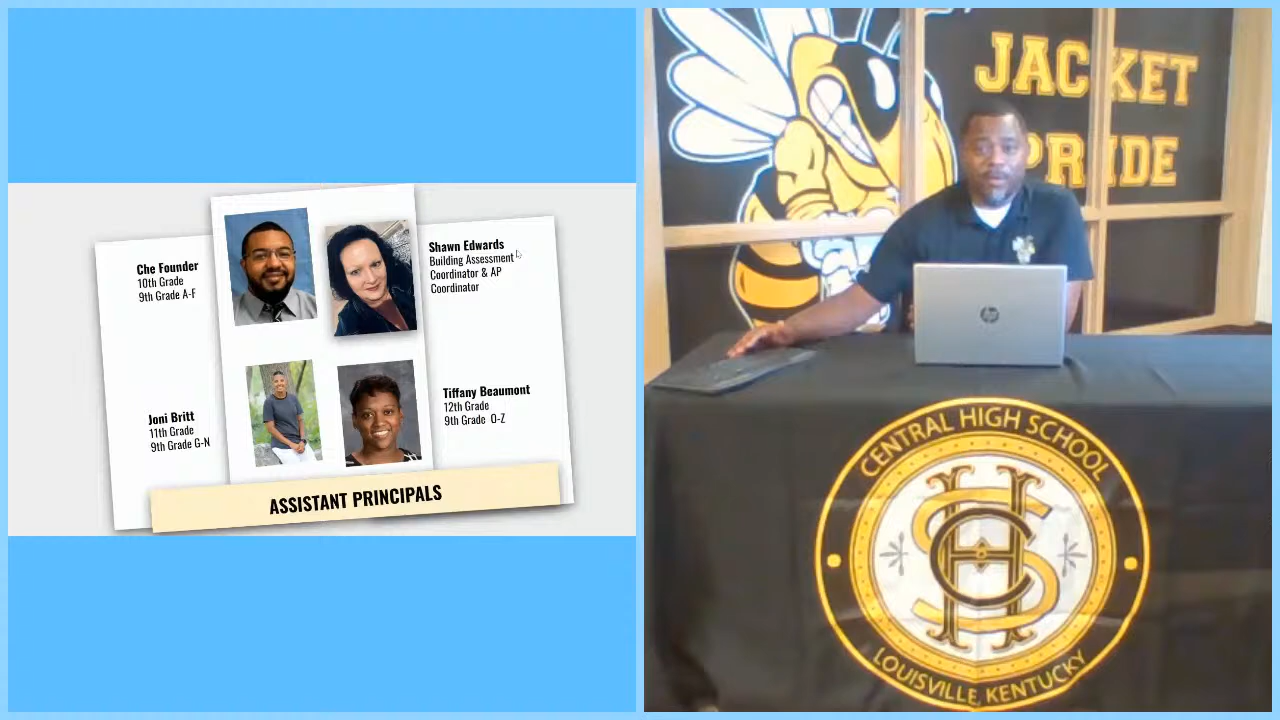 Che Founder
10th Grade
9th Grade A-F
Shawn Edwards
Building Assessment
Coordinator & AP
Coordinator
Joni Britt
11th Grade
9th Grade G-N
Tiffany Beaumont
12th Grade
9th Grade O-Z
ASSISTANT PRINCIPALS
JACKET
PRIDE
hp
CENTRAL HIGH SCHOOL
CHS
LOUISVILLE, KENTUCKY